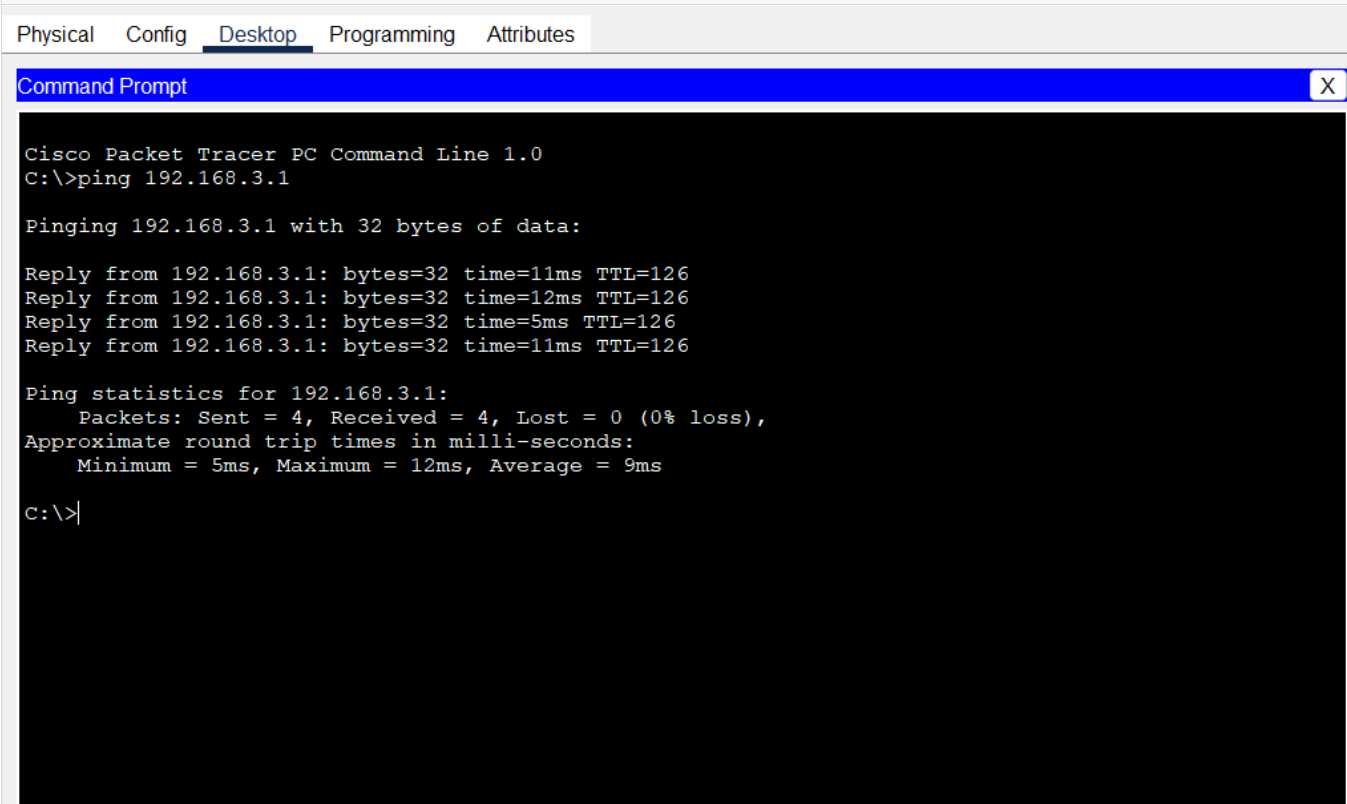 Physical Config Desktop Programming Attributes
Command Prompt X
Cisco Packet Tracer PC Command Line 1.0
C:\>ping 192.168.3.1
Pinging 192.168.3.1 with 32 bytes of data:
Reply from 192.168.3.1: bytes=32 time=11ms TTL=126
Reply from 192.168.3.1: bytes=32 time=12ms TTL=126
Reply from 192.168.3.1: bytes=32 time=5ms TTL=126
Reply from 192.168.3.1: bytes=32 time=11ms TTL=126
Ping statistics for 192.168.3.1:
Packets: Sent = 4, Received = 4, Lost = 0 (0% loss),
Approximate round trip times in milli-seconds:
Minimum = 5ms, Maximum = 12ms, Average = 9ms
C:\>